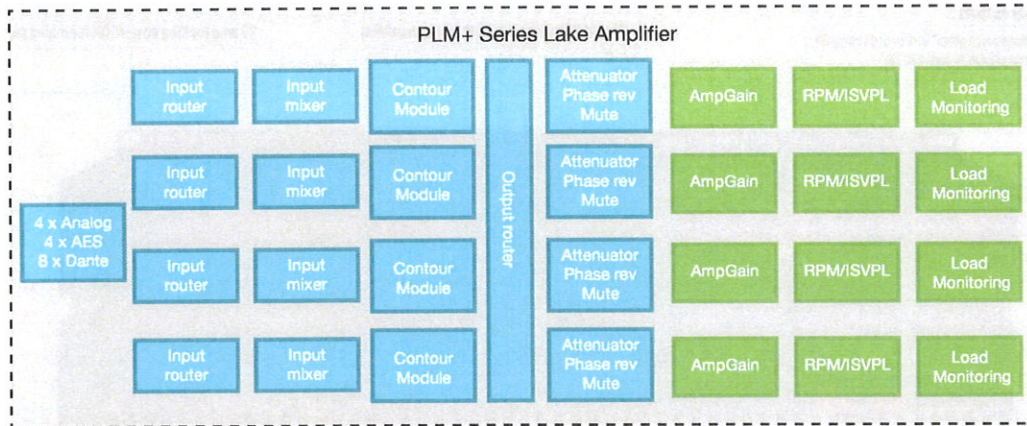 PLM+ Series Lake Amplifier
Input
router
Input
mixer
Contour
Module
Attenuator
Phase rev
Mute
AmpGain
RPM/ISVPL
Load
Monitoring
Input
router
Input
mixer
Contour
Module
Attenuator
Phase rev
Mute
AmpGain
RPM/ISVPL
Load
Monitoring
4 x Analog
4 x AES
8 x Dante
Output router
Input
router
Input
mixer
Contour
Module
Attenuator
Phase rev
Mute
AmpGain
RPM/ISVPL
Load
Monitoring
Input
router
Input
mixer
Contour
Module
Attenuator
Phase rev
Mute
AmpGain
RPM/ISVPL
Load
Monitoring